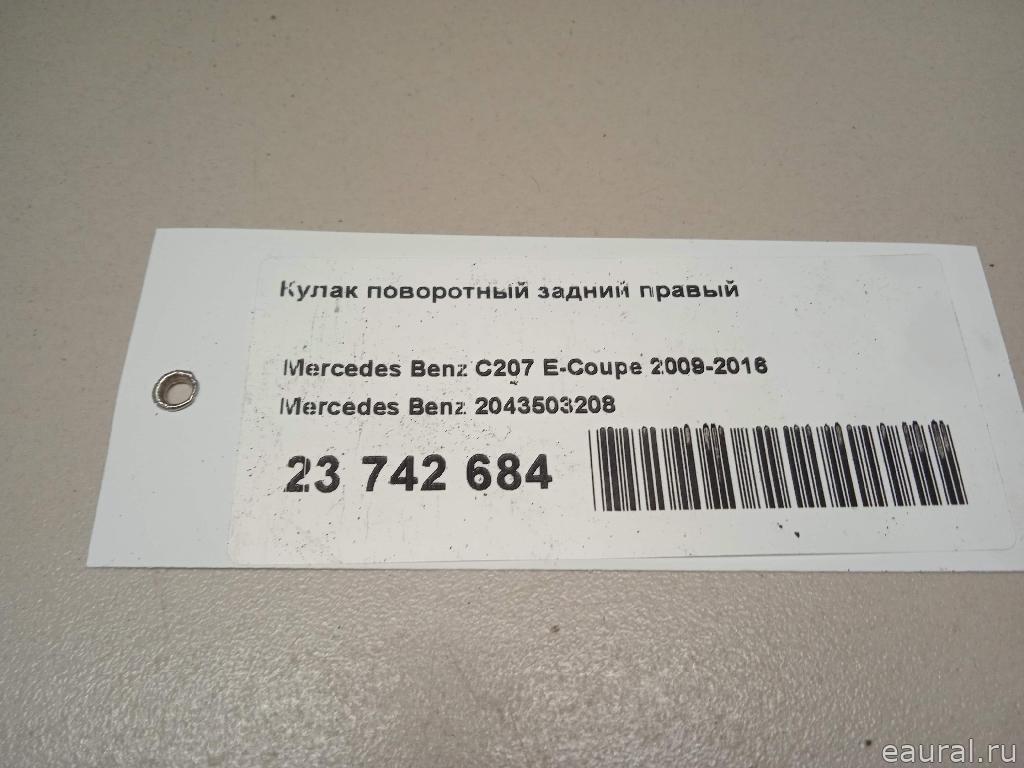 Кулак поворотный задний правый
Mercedes Benz C207 E-Coupe 2009-2016
Mercedes Benz 2043503208
23 742 684
eaural.ru